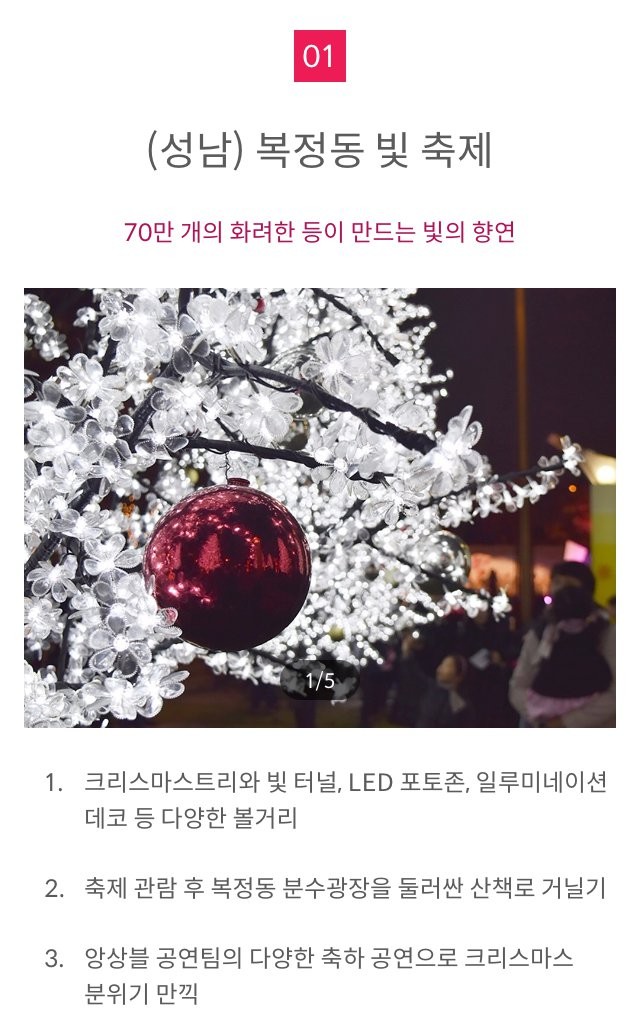 01
(성남) 복정동 빛 축제
70만 개의 화려한 등이 만드는 빛의 향연
1/5
1. 크리스마스트리와 빛 터널, LED 포토존, 일루미네이션
데코 등 다양한 볼거리
2. 축제 관람 후 복정동 분수광장을 둘러싼 산책로 거닐기
3. 앙상블 공연팀의 다양한 축하 공연으로 크리스마스
분위기 만끽